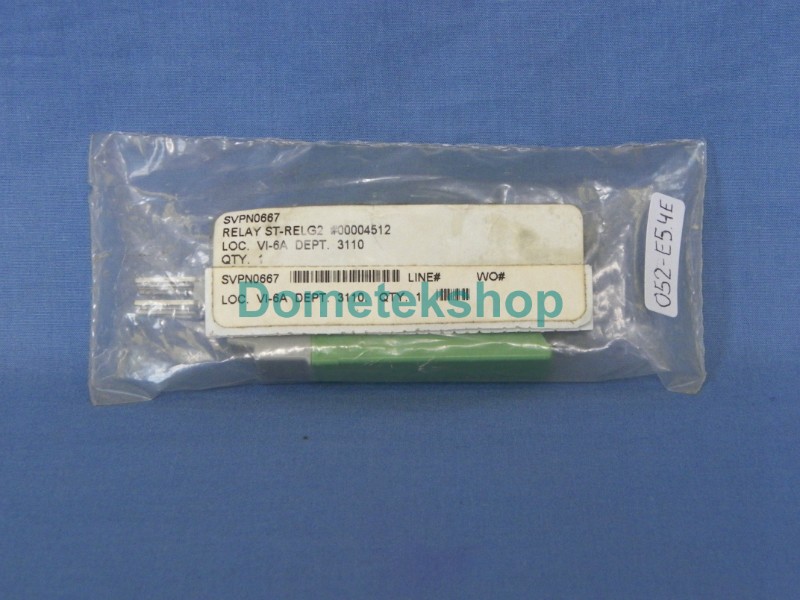 SVPN0667
RELAY ST-RELG2 #00004512
LOC. VI-6A DEPT. 3110
QTY. 1
SVPN0667 LINE# WO#
LOC. VI-6A DEPT. 3110 QTY. 1
Dometekshop
052-E54E